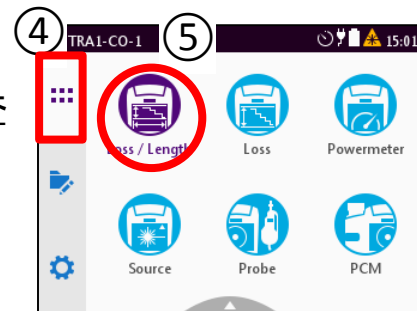 ④ TRA1-CO-1 ⑤ 15:01
Loss / Length Loss Powermeter
Source Probe PCM